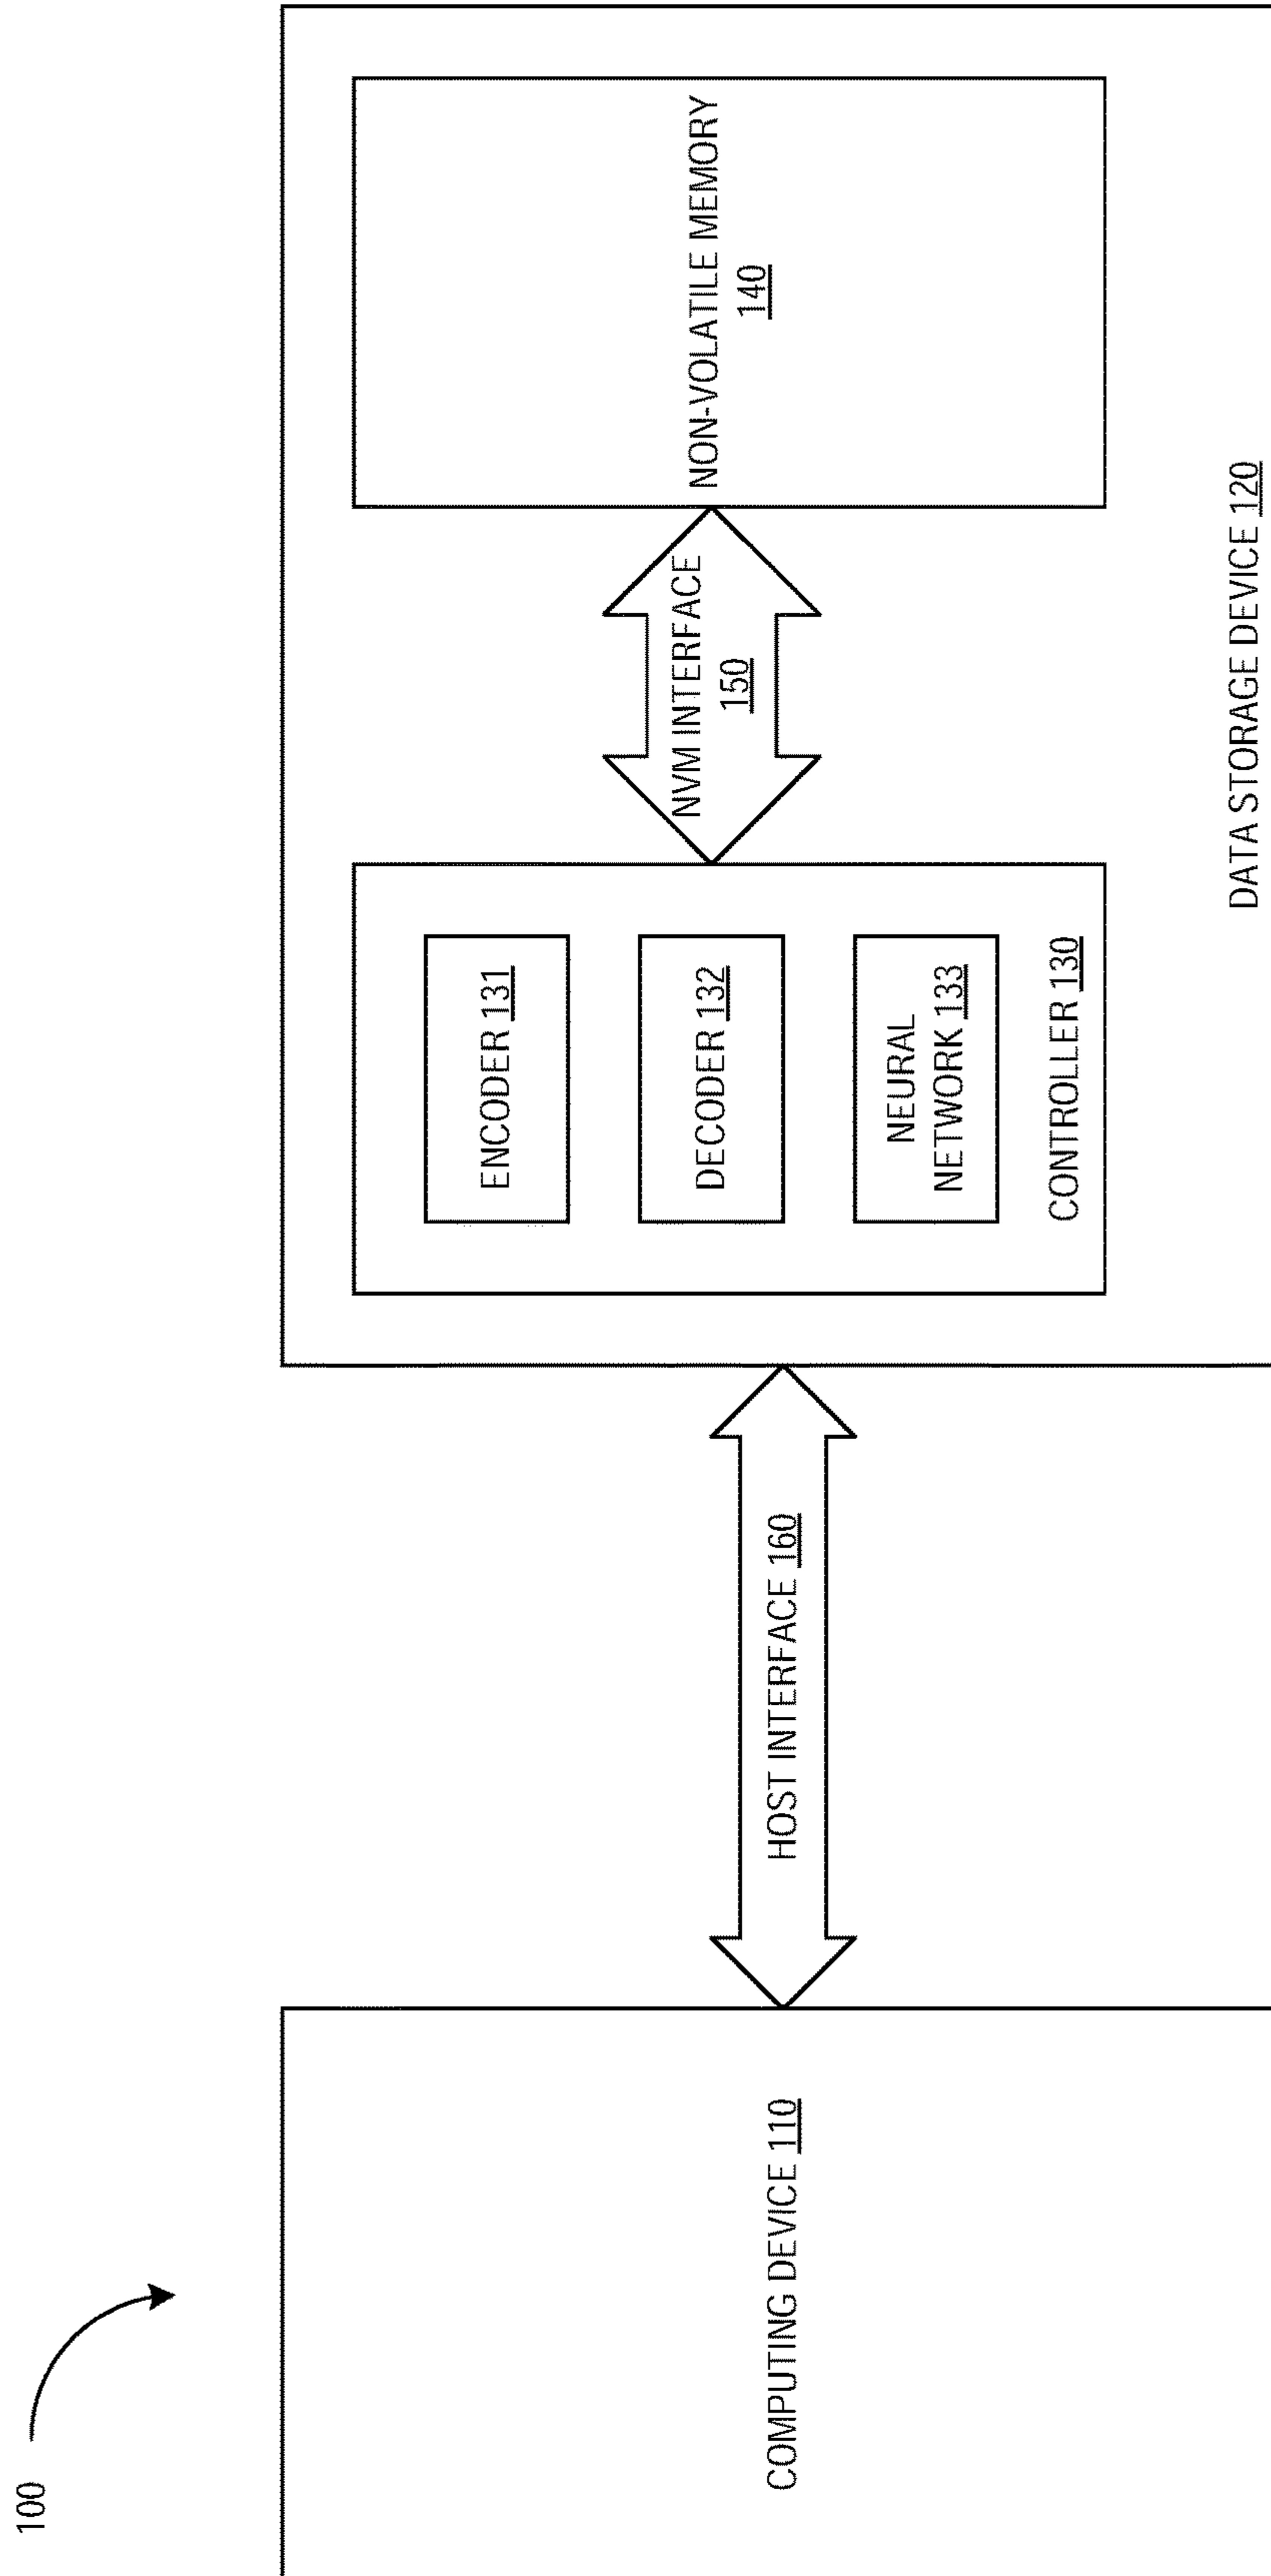 100
COMPUTING DEVICE 110
HOST INTERFACE 160
ENCODER 131
DECODER 132
NEURAL
NETWORK 133
CONTROLLER 130
NVM INTERFACE
150
NON-VOLATILE MEMORY
140
DATA STORAGE DEVICE 120